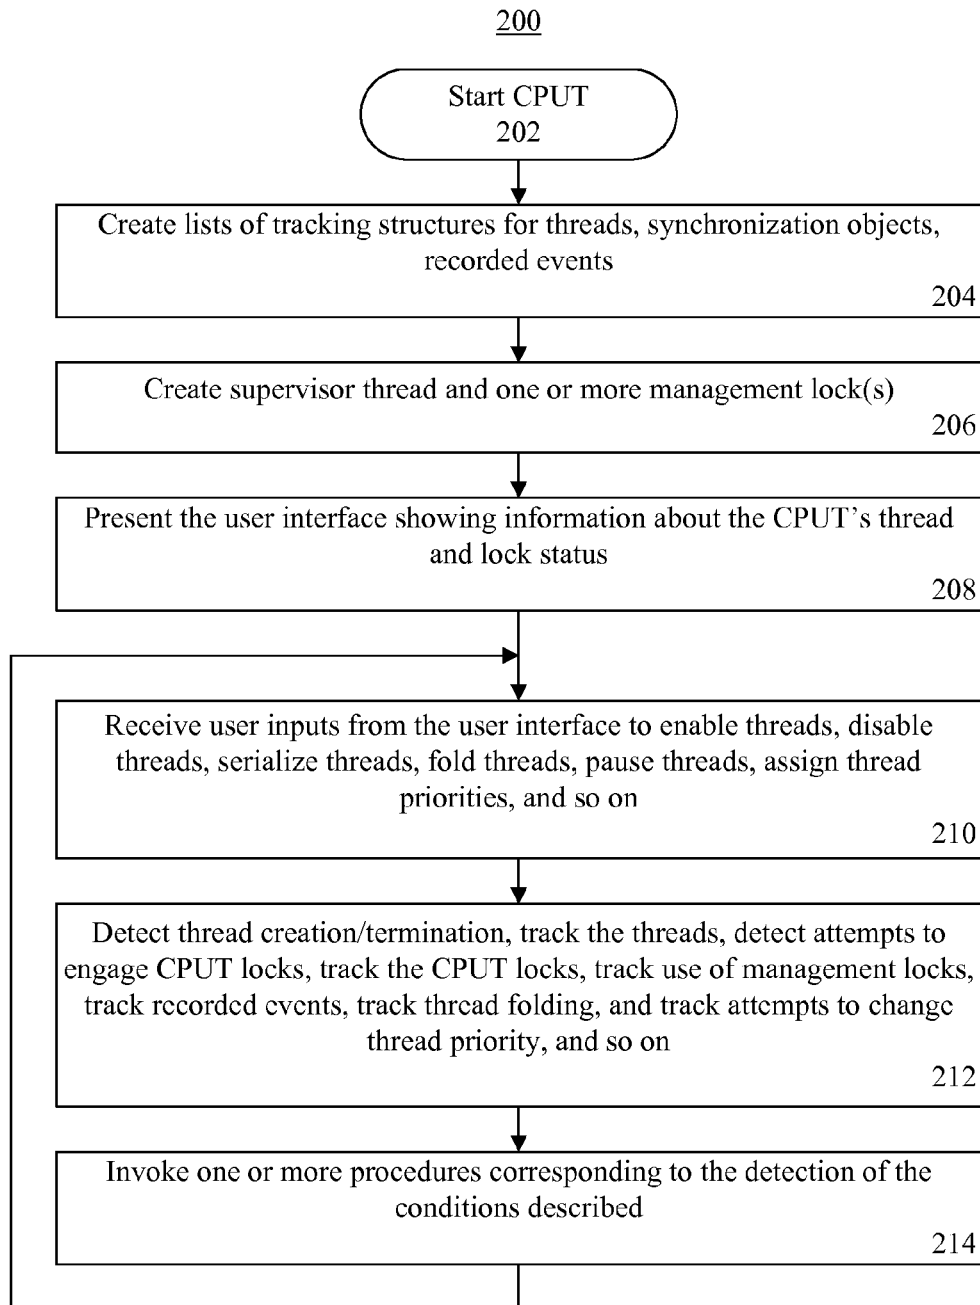 200
Start CPUT
202
Create lists of tracking structures for threads, synchronization objects,
recorded events
204
Create supervisor thread and one or more management lock(s)
206
Present the user interface showing information about the CPUT's thread
and lock status
208
Receive user inputs from the user interface to enable threads, disable
threads, serialize threads, fold threads, pause threads, assign thread
priorities, and so on
210
Detect thread creation/termination, track the threads, detect attempts to
engage CPUT locks, track the CPUT locks, track use of management locks,
track recorded events, track thread folding, and track attempts to change
thread priority, and so on
212
Invoke one or more procedures corresponding to the detection of the
conditions described
214